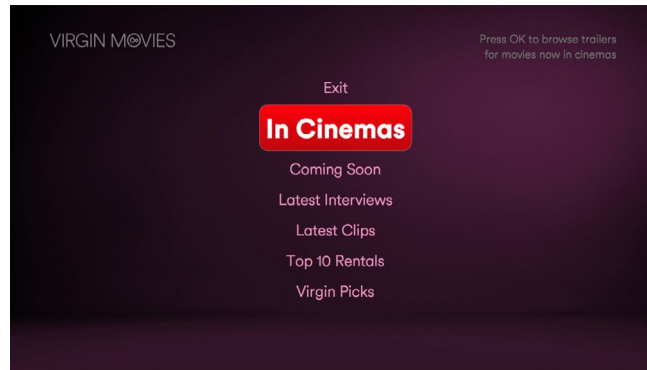 VIRGIN MOVIES
Press OK to browse trailers
for movies now in cinemas
Exit
In Cinemas
Coming Soon
Latest Interviews
Latest Clips
Top 10 Rentals
Virgin Picks